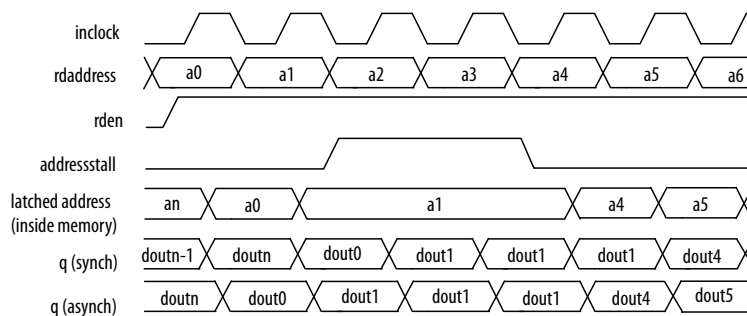 inclock
rdaddress a0 a1 a2 a3 a4 a5 a6
rden
addressstall
latched address
(inside memory) an a0 a1 a4 a5
q (synch) doutn-1 doutn dout0 dout1 dout1 dout1 dout4
q (asynch) doutn dout0 dout1 dout1 dout1 dout4 dout5